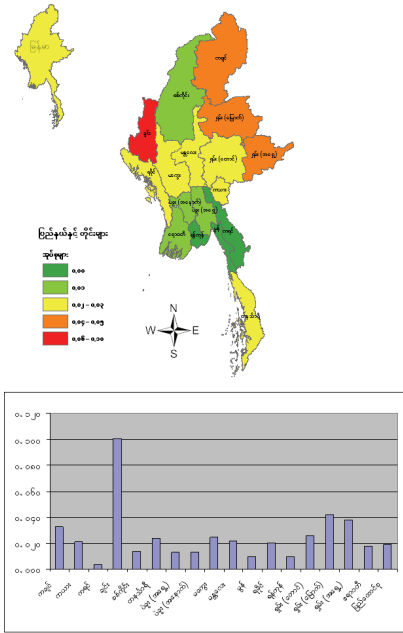 မြန်မာ
ကချင်
စစ်ကိုင်း
ရှမ်း (မြောက်)
ချင်း
မန္တလေး
ရှမ်း (တောင်)
ရှမ်း (အရှေ့)
ရခိုင်
မကွေး
ကယား
ပဲခူး (အနောက်)
ပဲခူး (အရှေ့)
ဧရာဝတီ
ရန်ကုန်
မွန်
ကရင်
တနင်္သာရီ
ပြည်နယ်နှင့် တိုင်းများ
အုပ်စုများ
၀.၀၀
၀.၀၁
၀.၀၂ - ၀.၀၃
၀.၀၄ - ၀.၀၅
N
W E
S
၀.၁၂၀
၀.၁၀၀
၀.၀၈၀
၀.၀၆၀
၀.၀၄၀
၀.၀၂၀
၀.၀၀၀
ကချင်
ကယား
ကရင်
ချင်း
စစ်ကိုင်း
တနင်္သာရီ
ပဲခူး (အရှေ့)
ပဲခူး (အနောက်)
မကွေး
မန္တလေး
မွန်
ရခိုင်
ရန်ကုန်
ရှမ်း (တောင်)
ရှမ်း (မြောက်)
ရှမ်း (အရှေ့)
ဧရာဝတီ
ပြည်ထောင်စု